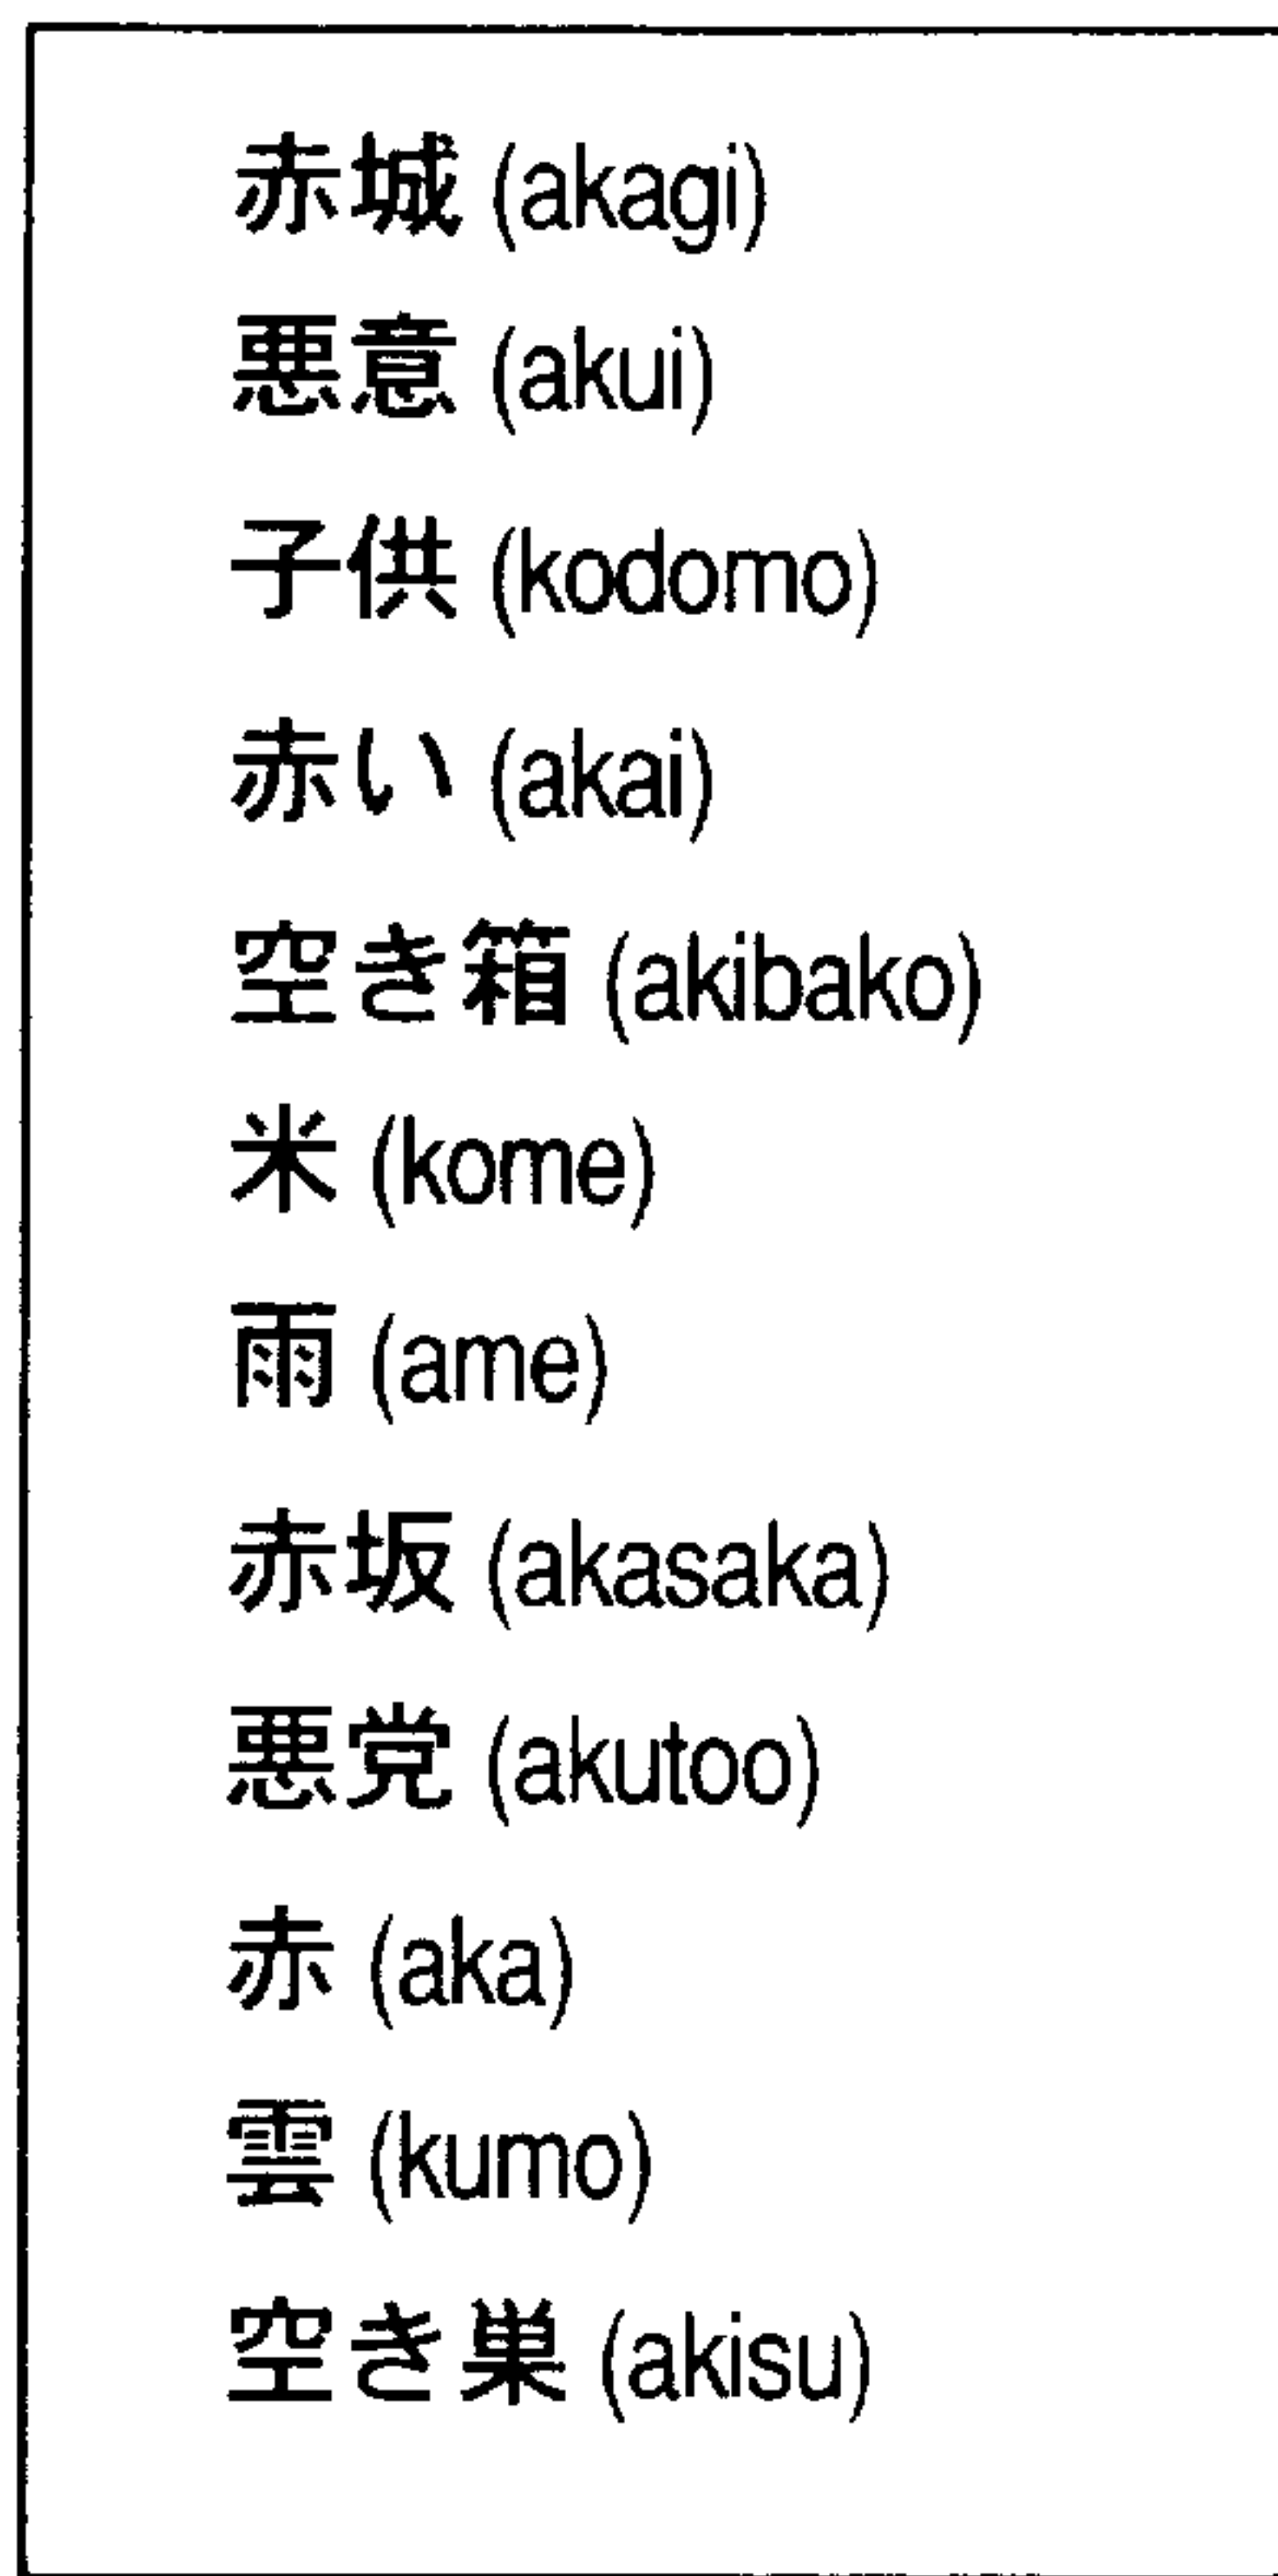 赤城 (akagi)
悪意 (akui)
子供 (kodomo)
赤い (akai)
空き箱 (akibako)
米 (kome)
雨 (ame)
赤坂 (akasaka)
悪党 (akutoo)
赤 (aka)
雲 (kumo)
空き巣 (akisu)